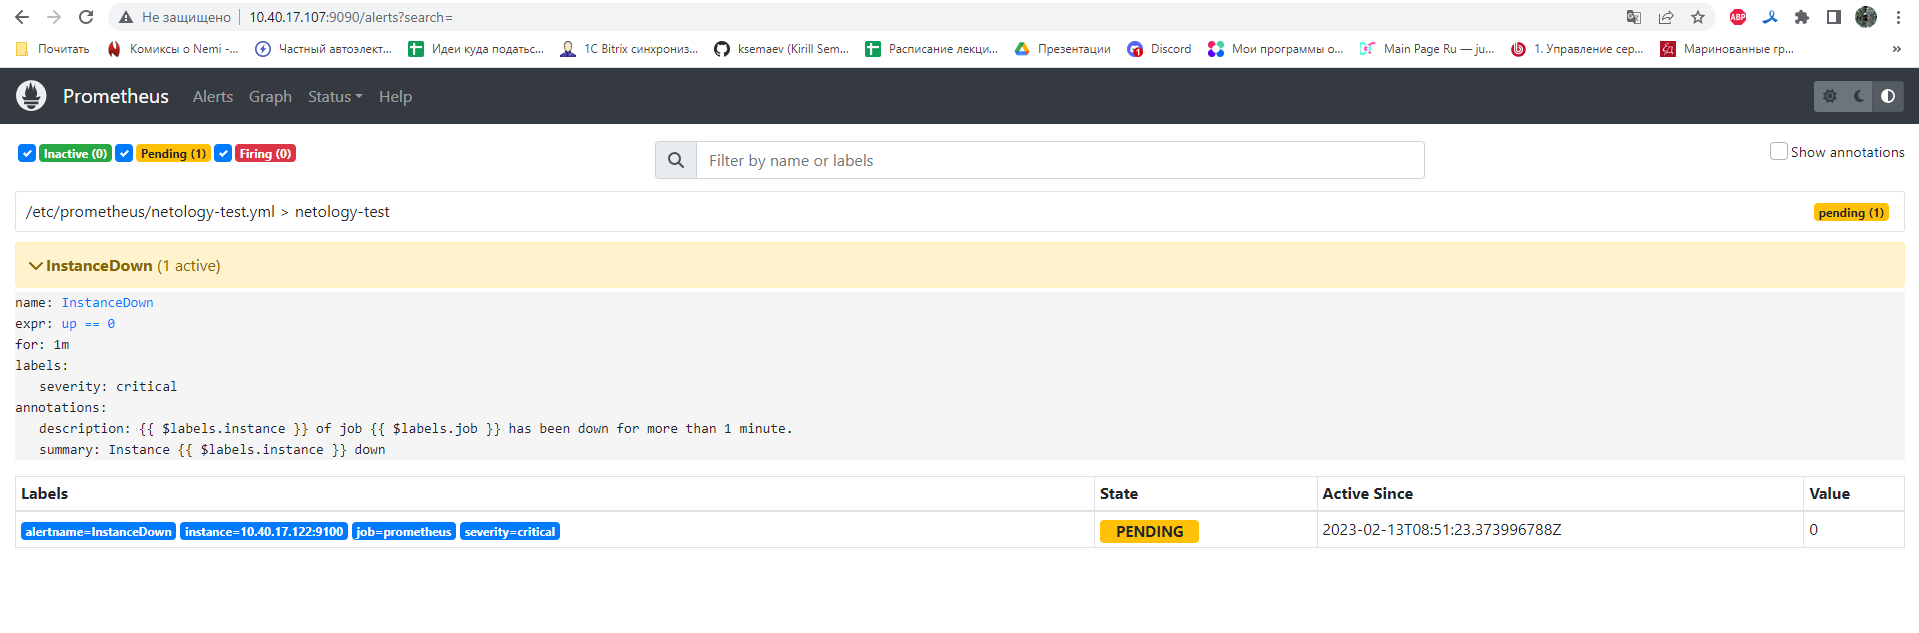 Не защищено 10.40.17.107:9090/alerts?search=
Почитать Комиксы о Nemi -... Частный автоэлект... Идеи куда податьс... 1C Bitrix синхрониз... ksemaev (Kirill Sem... Расписание лекци... Презентации Discord Мои программы о... Main Page Ru — ju... 1. Управление сер... Маринованные гр... »
Prometheus Alerts Graph Status Help
Inactive (0) Pending (1) Firing (0) Filter by name or labels Show annotations
/etc/prometheus/netology-test.yml > netology-test pending (1)
InstanceDown (1 active)
name: InstanceDown
expr: up == 0
for: 1m
labels:
severity: critical
annotations:
description: {{ $labels.instance }} of job {{ $labels.job }} has been down for more than 1 minute.
summary: Instance {{ $labels.instance }} down
Labels State Active Since Value
alertname=InstanceDown instance=10.40.17.122:9100 job=prometheus severity=critical PENDING 2023-02-13T08:51:23.373996788Z 0